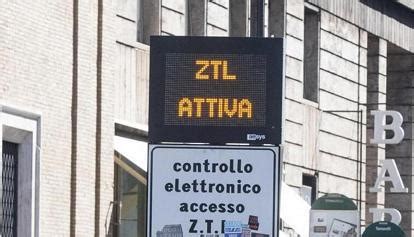 ZTL
ATTIVA
controllo
elettronico
accesso
Z.T.L
BAR